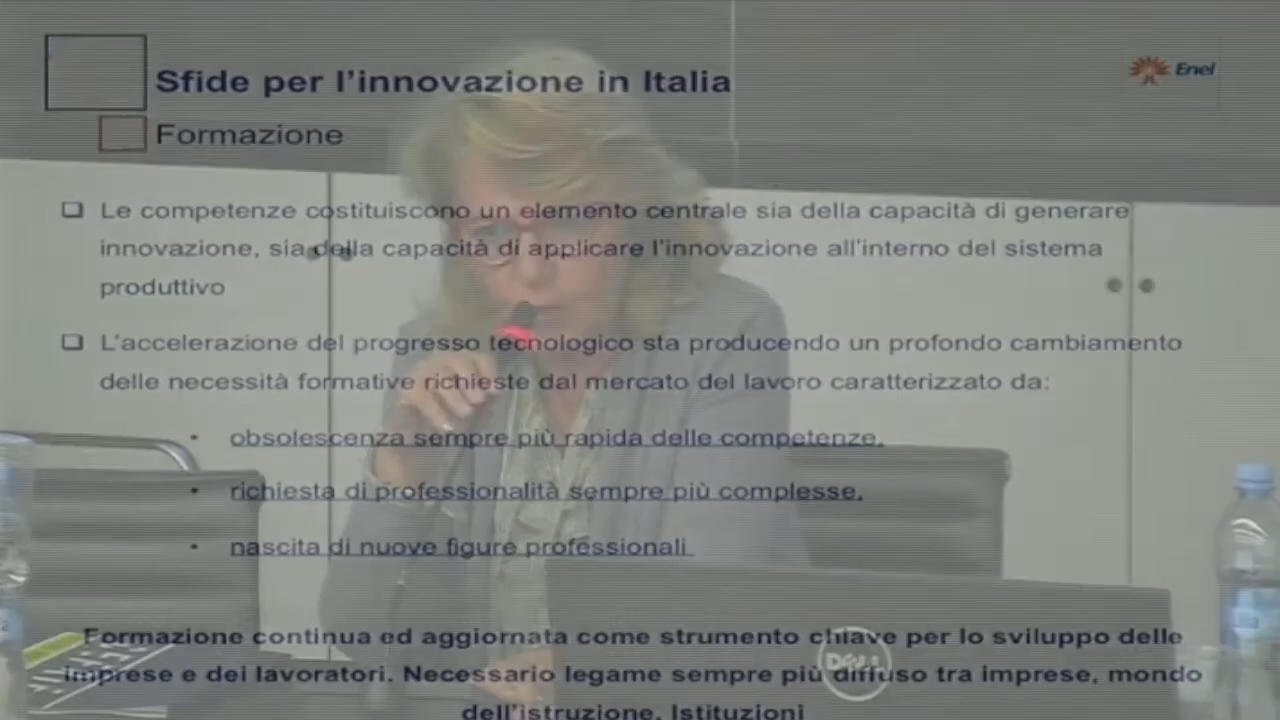 Sfide per l'innovazione in Italia
Enel
Formazione
Le competenze costituiscono un elemento centrale sia della capacità di generare
innovazione, sia della capacità di applicare l'innovazione all'interno del sistema
produttivo
L'accelerazione del progresso tecnologico sta producendo un profondo cambiamento
delle necessità formative richieste dal mercato del lavoro caratterizzato da:
obsolescenza sempre più rapida delle competenze,
richiesta di professionalità sempre più complesse,
nascita di nuove figure professionali
Formazione continua ed aggiornata come strumento chiave per lo sviluppo delle
imprese e dei lavoratori. Necessario legame sempre più diffuso tra imprese, mondo
dell'istruzione, Istituzioni
DELL